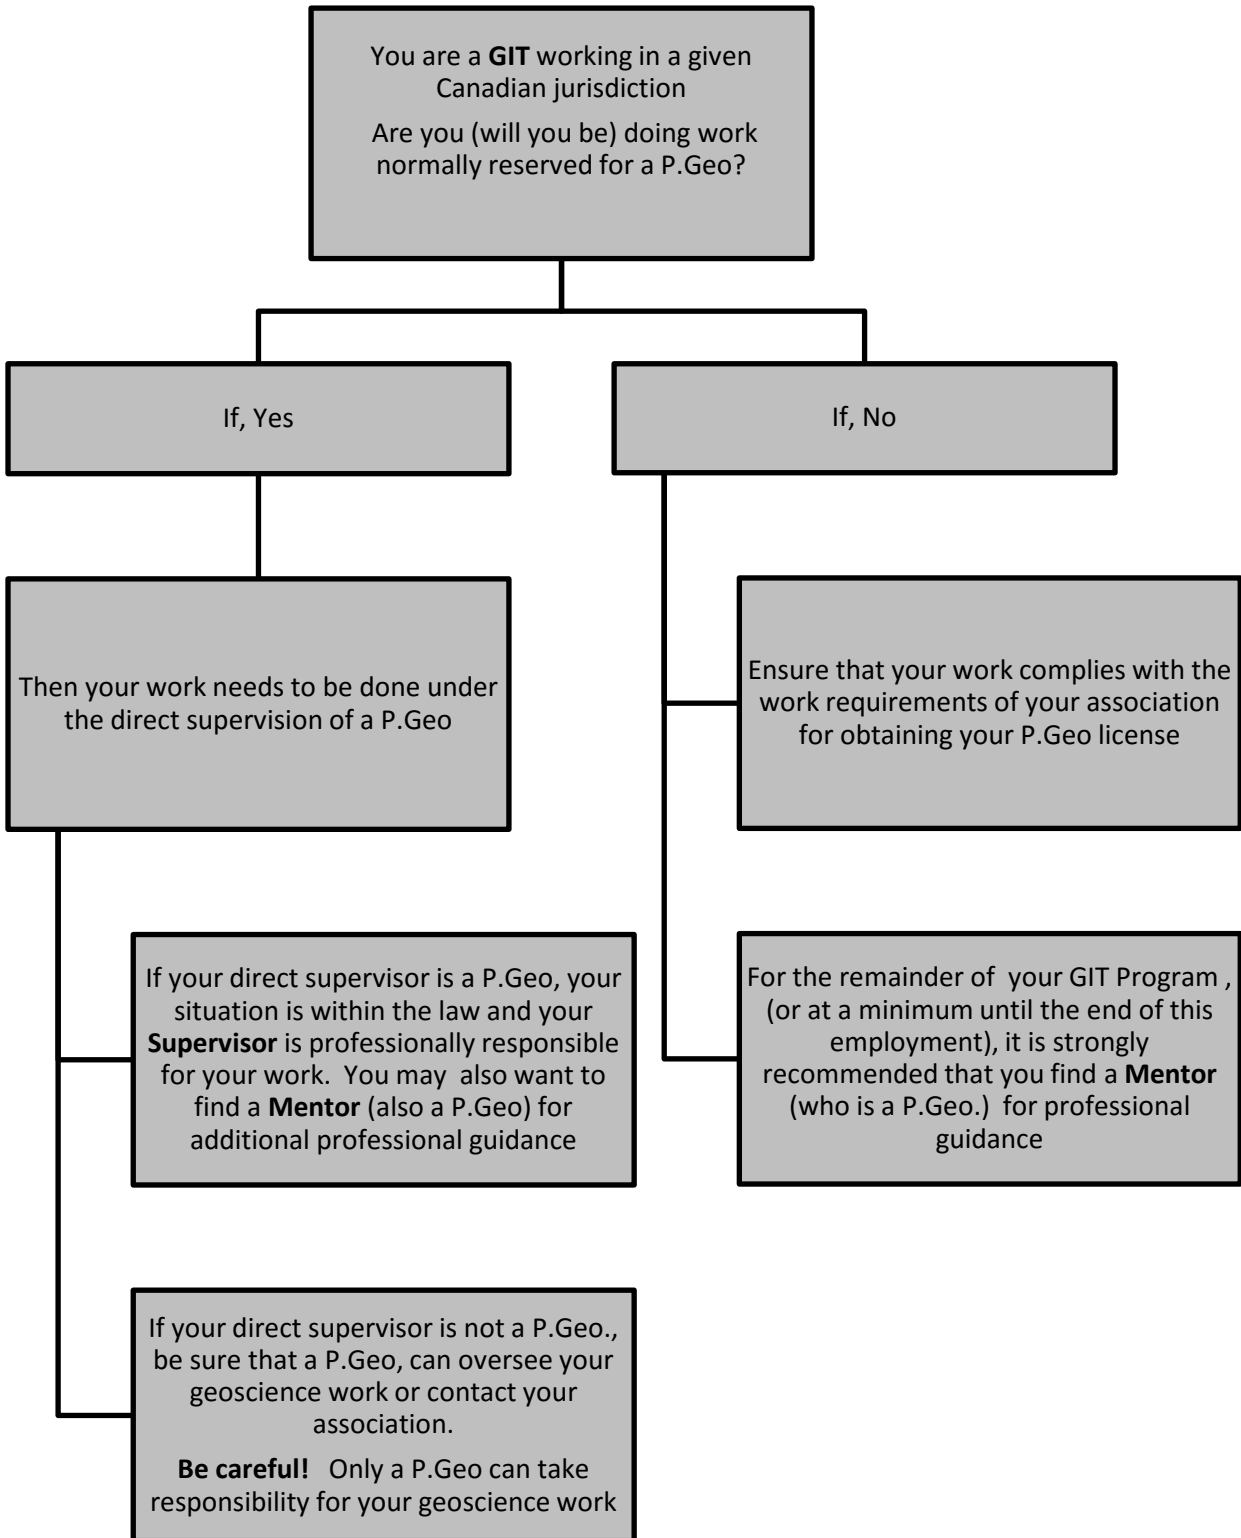 You are a GIT working in a given
Canadian jurisdiction
Are you (will you be) doing work
normally reserved for a P.Geo?
If, Yes
If, No
Then your work needs to be done under
the direct supervision of a P.Geo
Ensure that your work complies with the
work requirements of your association
for obtaining your P.Geo license
If your direct supervisor is a P.Geo, your
situation is within the law and your
Supervisor is professionally responsible
for your work.  You may  also want to
find a Mentor (also a P.Geo) for
additional professional guidance
For the remainder of  your GIT Program ,
(or at a minimum until the end of this
employment), it is strongly
recommended that you find a Mentor
(who is a P.Geo.)  for professional
guidance
If your direct supervisor is not a P.Geo.,
be sure that a P.Geo, can oversee your
geoscience work or contact your
association.
Be careful!   Only a P.Geo can take
responsibility for your geoscience work